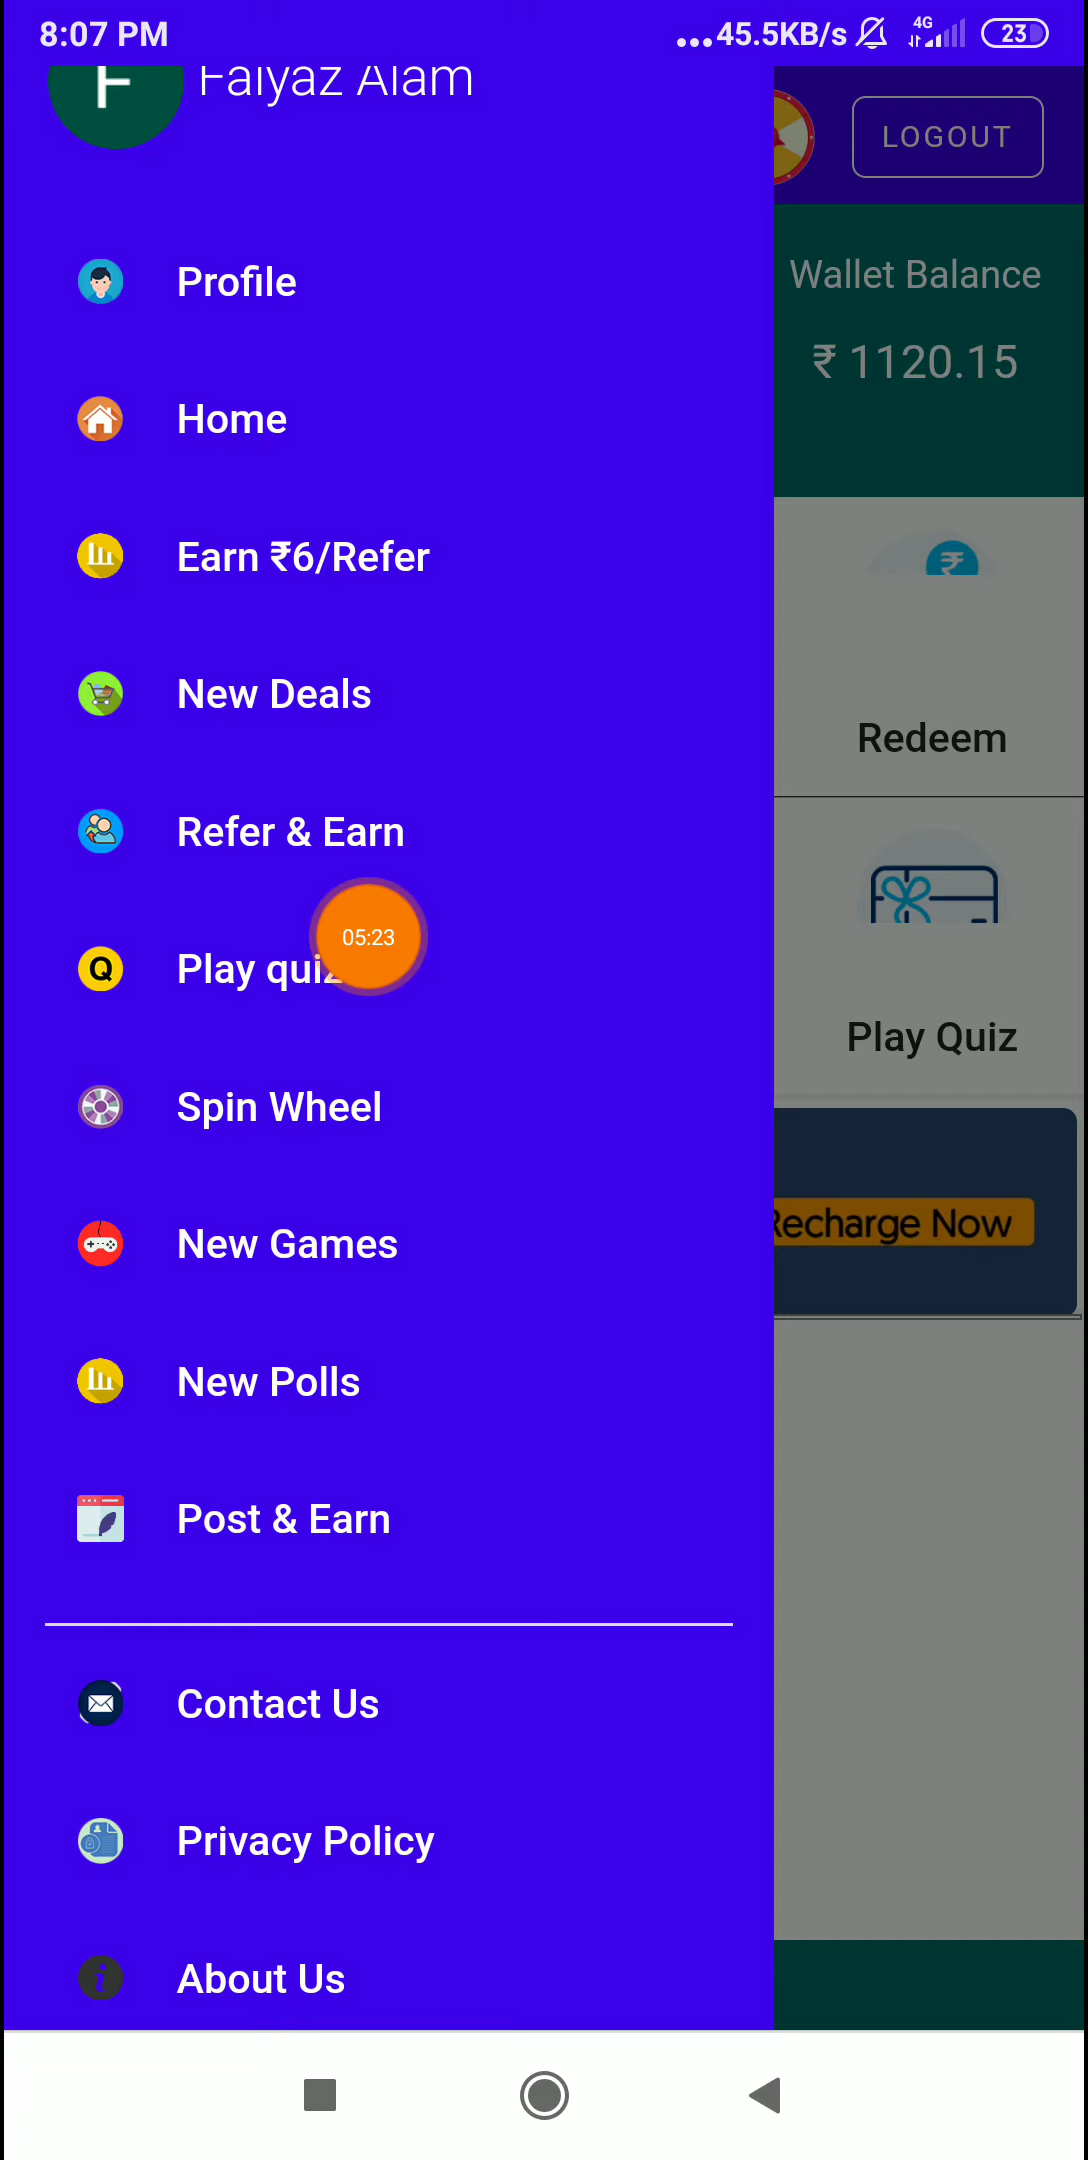 8:07 PM
...45.5KB/s
4G
23
F
Faiyaz Alam
LOGOUT
Wallet Balance
₹ 1120.15
Profile
Home
Earn ₹6/Refer
New Deals
Redeem
Refer & Earn
05:23
Q
Play quiz
Play Quiz
Spin Wheel
Recharge Now
New Games
New Polls
Post & Earn
Contact Us
Privacy Policy
About Us